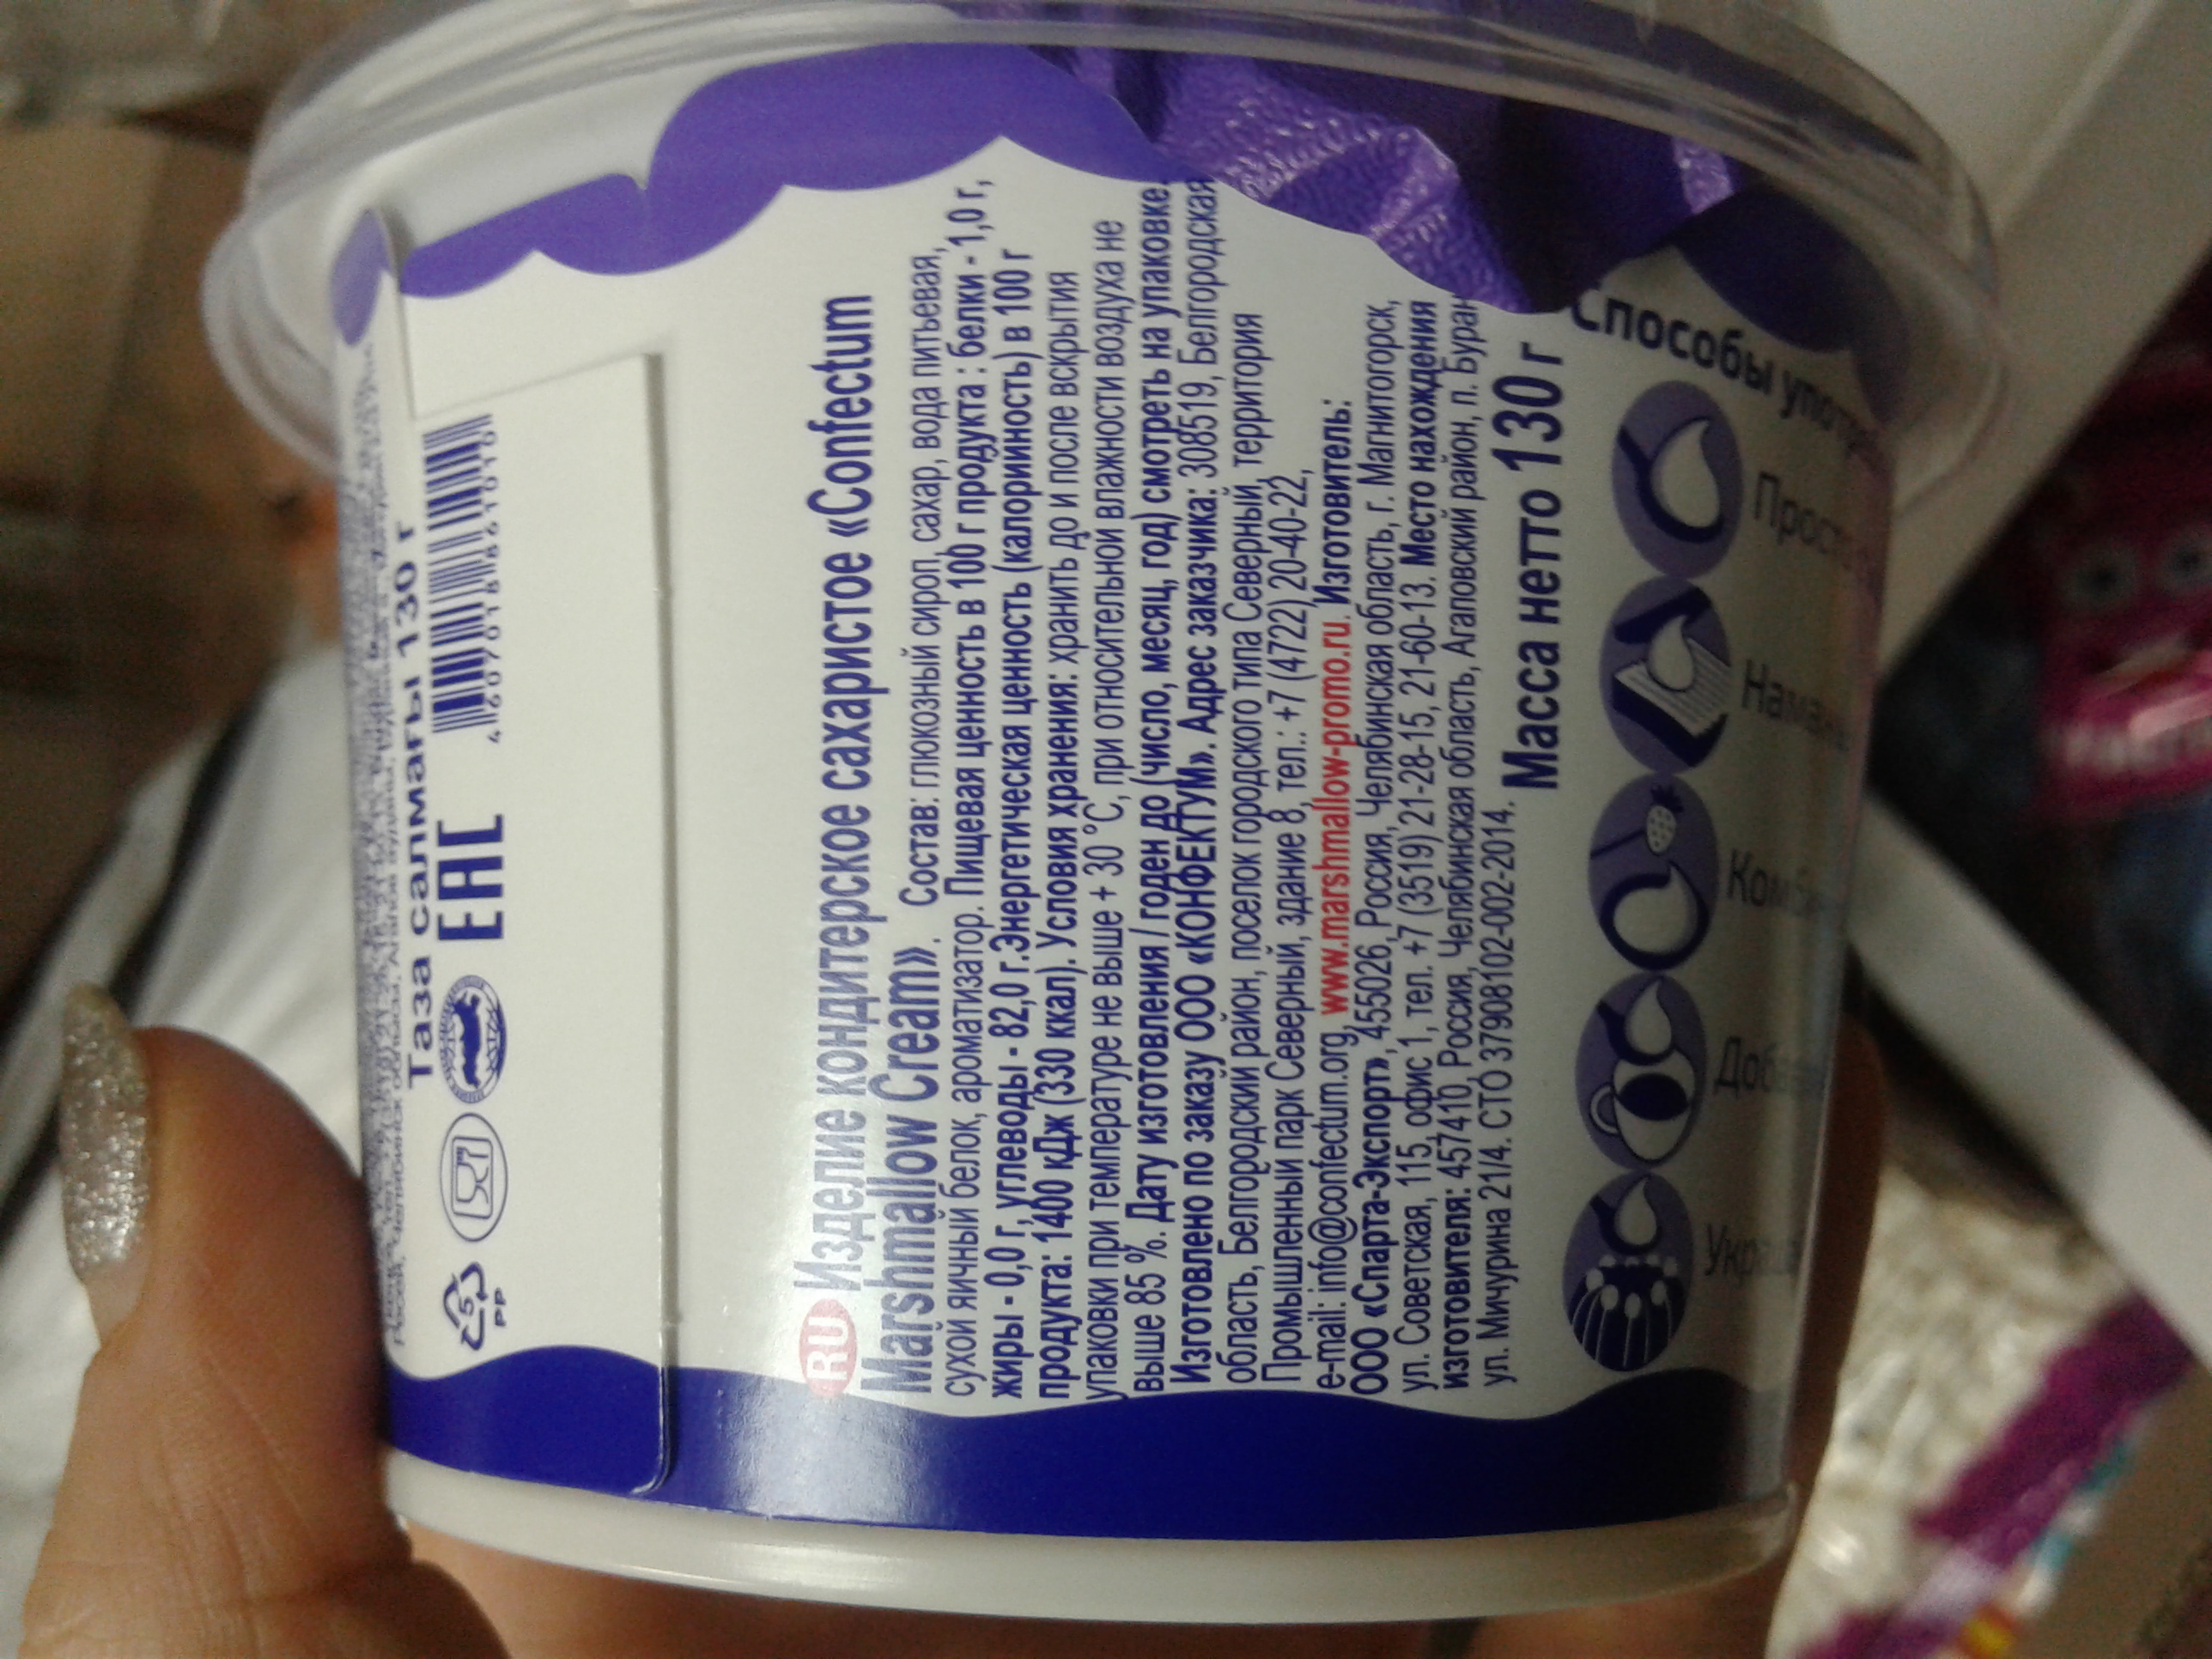 Таза салмағы 130 г
4607018861010
EAC
5
PP
RU Изделие кондитерское сахаристое «Confectum
Marshmallow Cream». Состав: глюкозный сироп, сахар, вода питьевая,
сухой яичный белок, ароматизатор. Пищевая ценность в 100 г продукта : белки - 1,0 г,
жиры - 0,0 г, углеводы - 82,0 г.Энергетическая ценность (калорийность) в 100 г
продукта: 1400 кДж (330 ккал). Условия хранения: хранить до и после вскрытия
упаковки при температуре не выше + 30 °С, при относительной влажности воздуха не
выше 85 %. Дату изготовления / годен до (число, месяц, год) смотреть на упаковке.
Изготовлено по заказу ООО «КОНФЕКТУМ». Адрес заказчика: 308519, Белгородская
область, Белгородский район, поселок городского типа Северный, территория
Промышленный парк Северный, здание 8, тел.: +7 (4722) 20-40-22,
e-mail: info@confectum.org, www.marshmallow-promo.ru. Изготовитель:
ООО «Спарта-Экспорт», 455026, Россия, Челябинская область, г. Магнитогорск,
ул. Советская, 115, офис 1, тел. +7 (3519) 21-28-15, 21-60-13. Место нахождения
изготовителя: 457410, Россия, Челябинская область, Агаповский район, п. Буран
ул. Мичурина 21/4. СТО 37908102-002-2014.
Масса нетто 130 г
Способы